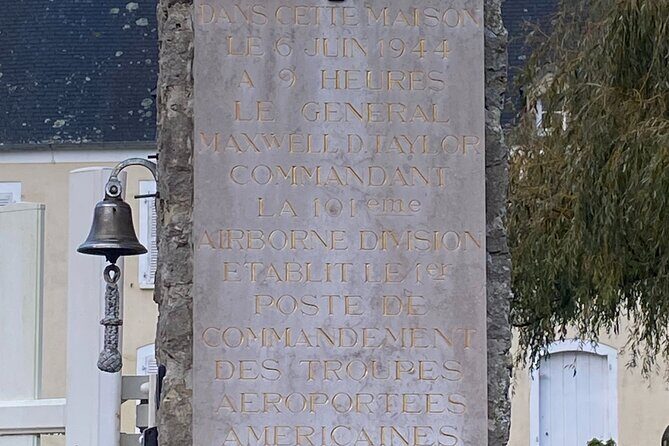 DANS CETTE MAISON
LE 6 JUIN 1944
A 9 HEURES
LE GENERAL
MAXWELL D. TAYLOR
COMMANDANT
LA 101eme
AIRBORNE DIVISION
ETABLIT LE 1er
POSTE DE
COMMANDEMENT
DES TROUPES
AEROPORTEES
AMERICAINES